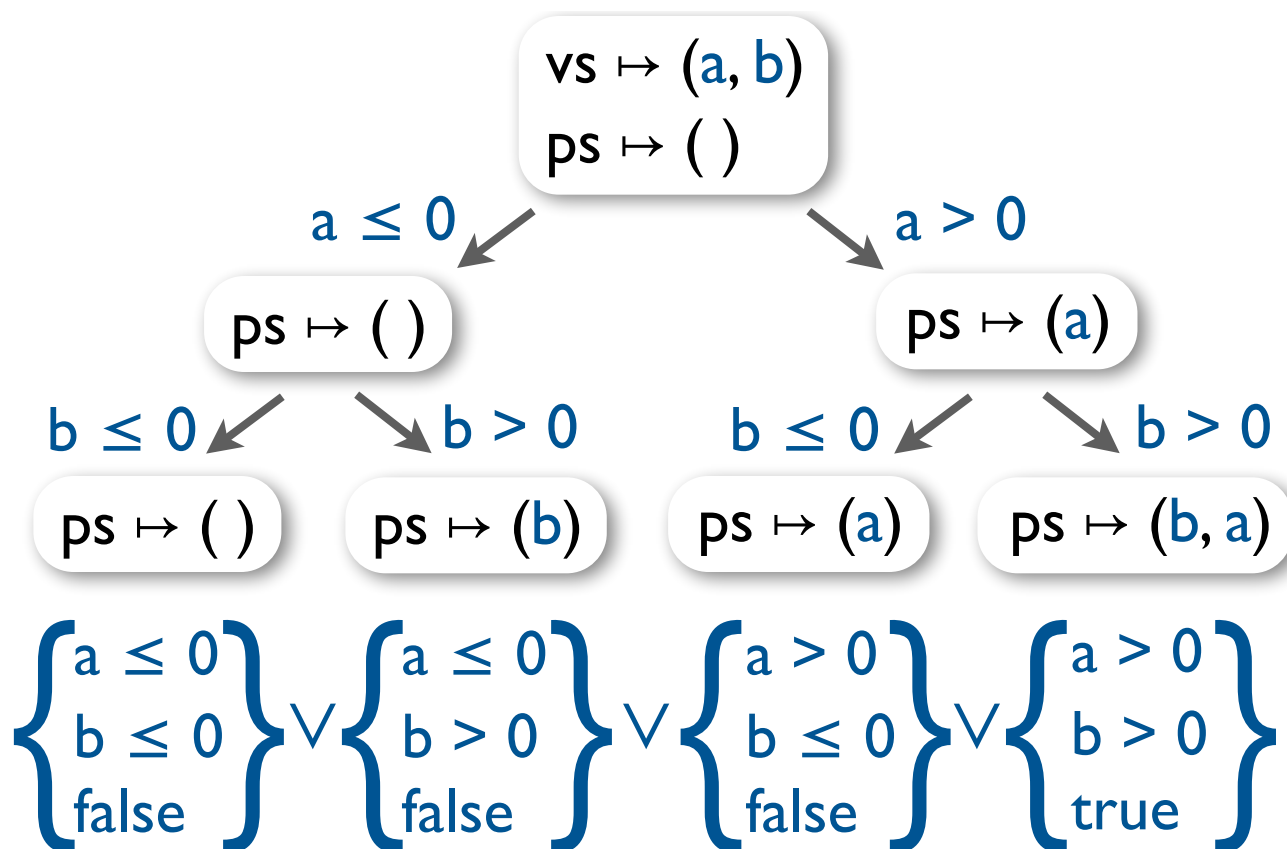 vs ↦ (a, b)
ps ↦ ( )
a ≤ 0
a > 0
ps ↦ ( )
ps ↦ (a)
b ≤ 0
b > 0
b ≤ 0
b > 0
ps ↦ ( )
ps ↦ (b)
ps ↦ (a)
ps ↦ (b, a)
{ a ≤ 0
b ≤ 0
false } ∨
{ a ≤ 0
b > 0
false } ∨
{ a > 0
b ≤ 0
false } ∨
{ a > 0
b > 0
true }